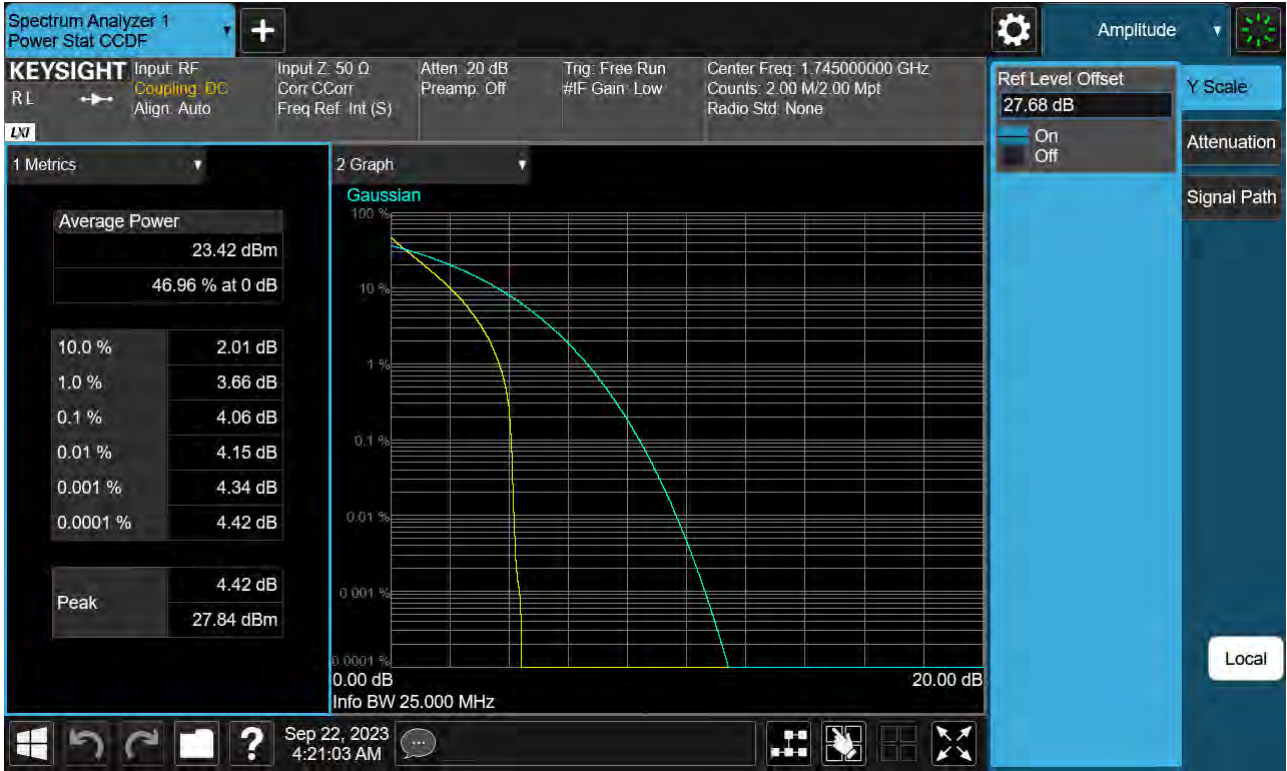 Spectrum Analyzer 1
Power Stat CCDF
Amplitude
KEYSIGHT
RL
LXI
Input: RF
Coupling: DC
Align: Auto
Input Z: 50 Ω
Corr CCorr
Freq Ref: Int (S)
Atten: 20 dB
Preamp: Off
Trig: Free Run
#IF Gain: Low
Center Freq: 1.745000000 GHz
Counts: 2.00 M/2.00 Mpt
Radio Std: None
Ref Level Offset
27.68 dB
On
Off
Y Scale
Attenuation
Signal Path
1 Metrics
Average Power
23.42 dBm
46.96 % at 0 dB
10.0 % 2.01 dB
1.0 % 3.66 dB
0.1 % 4.06 dB
0.01 % 4.15 dB
0.001 % 4.34 dB
0.0001 % 4.42 dB
Peak
4.42 dB
27.84 dBm
2 Graph
Gaussian
100 %
10 %
1 %
0.1 %
0.01 %
0.001 %
0.0001 %
0.00 dB 20.00 dB
Info BW 25.000 MHz
Local
?
Sep 22, 2023
4:21:03 AM